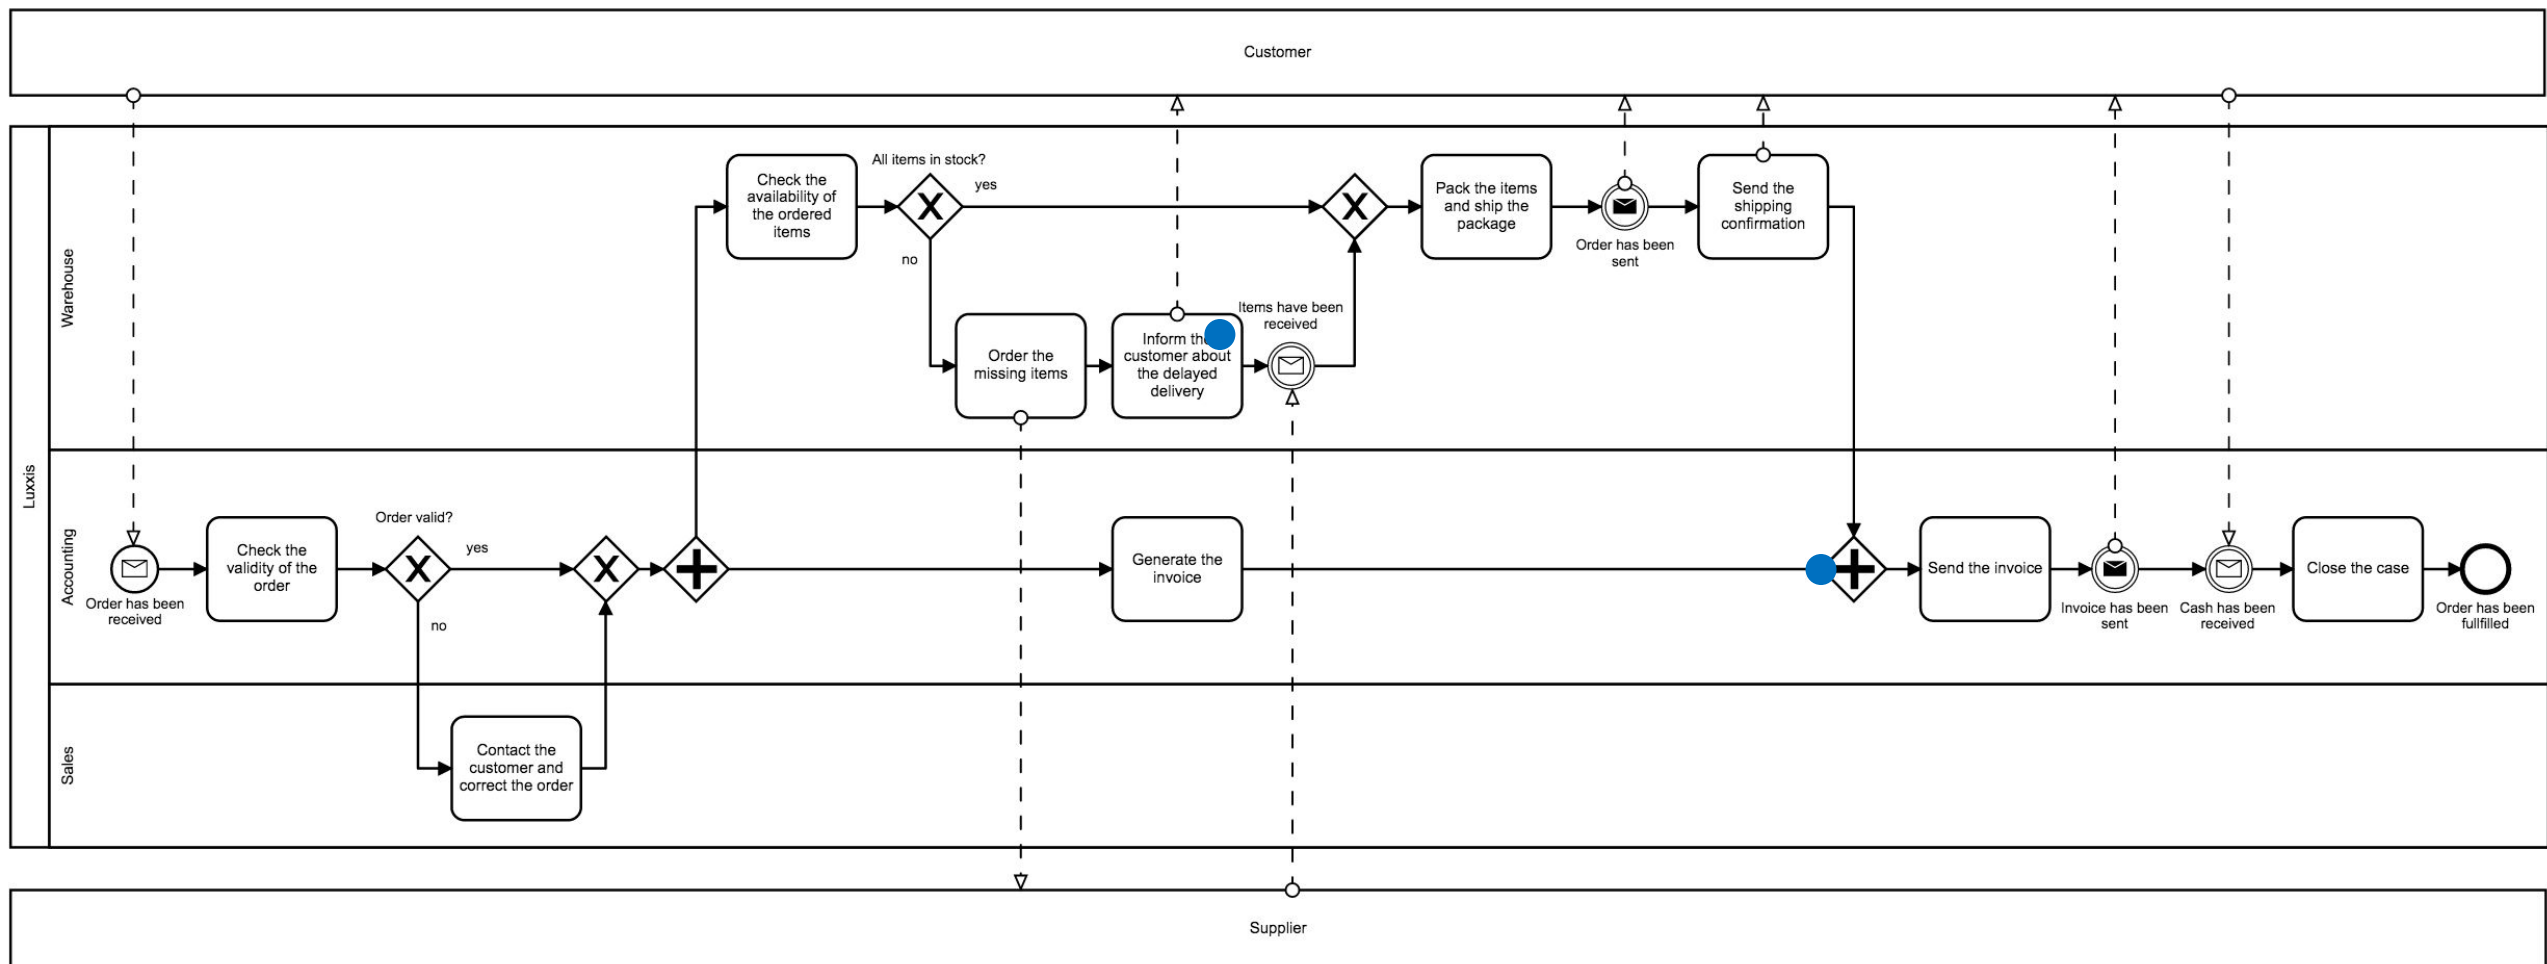 Customer
Luxxis
Warehouse
Check the
availability of
the ordered
items
All items in stock?
yes
no
Order the
missing items
Inform the
customer about
the delayed
delivery
Items have been
received
X
X
Pack the items
and ship the
package
Order has been
sent
Send the
shipping
confirmation
Accounting
Order has been
received
Check the
validity of the
order
Order valid?
X
yes
no
X
Generate the
invoice
Send the invoice
Invoice has been
sent
Cash has been
received
Close the case
Order has been
fullfilled
Sales
Contact the
customer and
correct the order
Supplier